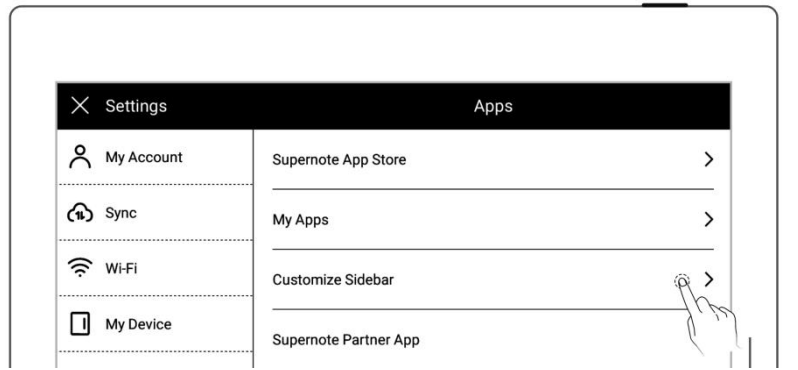 Settings
Apps
My Account
Sync
Wi-Fi
My Device
Supernote App Store
My Apps
Customize Sidebar
Supernote Partner App